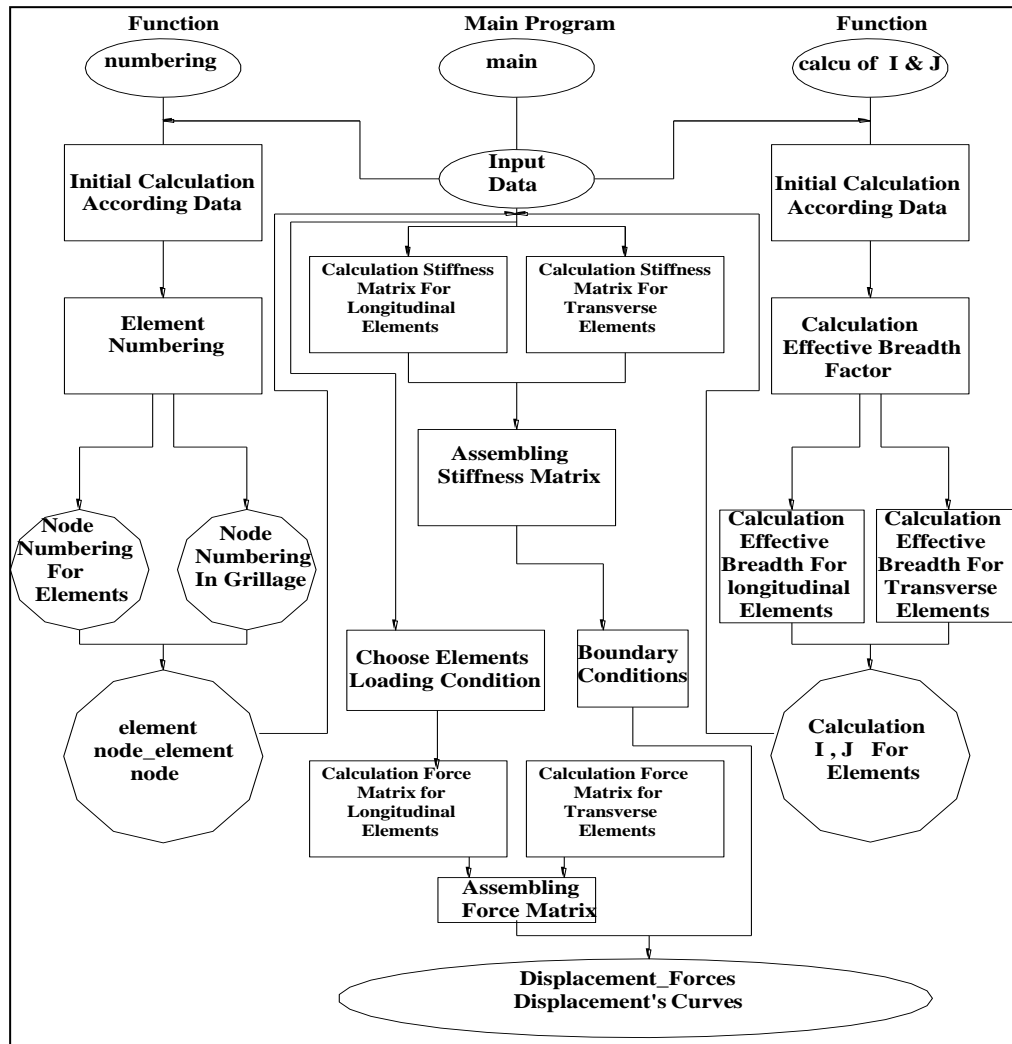 Function
Main Program
Function
numbering
main
calcu of I & J
Input
Data
Initial Calculation
According Data
Initial Calculation
According Data
Calculation Stiffness
Matrix For
Longitudinal
Elements
Calculation Stiffness
Matrix For
Transverse
Elements
Element
Numbering
Calculation
Effective Breadth
Factor
Assembling
Stiffness Matrix
Node
Numbering
For
Elements
Node
Numbering
In Grillage
Calculation
Effective
Breadth For
longitudinal
Elements
Calculation
Effective
Breadth For
Transverse
Elements
Choose Elements
Loading Condition
Boundary
Conditions
element
node_element
node
Calculation
I , J For
Elements
Calculation Force
Matrix for
Longitudinal
Elements
Calculation Force
Matrix for
Transverse
Elements
Assembling
Force Matrix
Displacement_Forces
Displacement's Curves